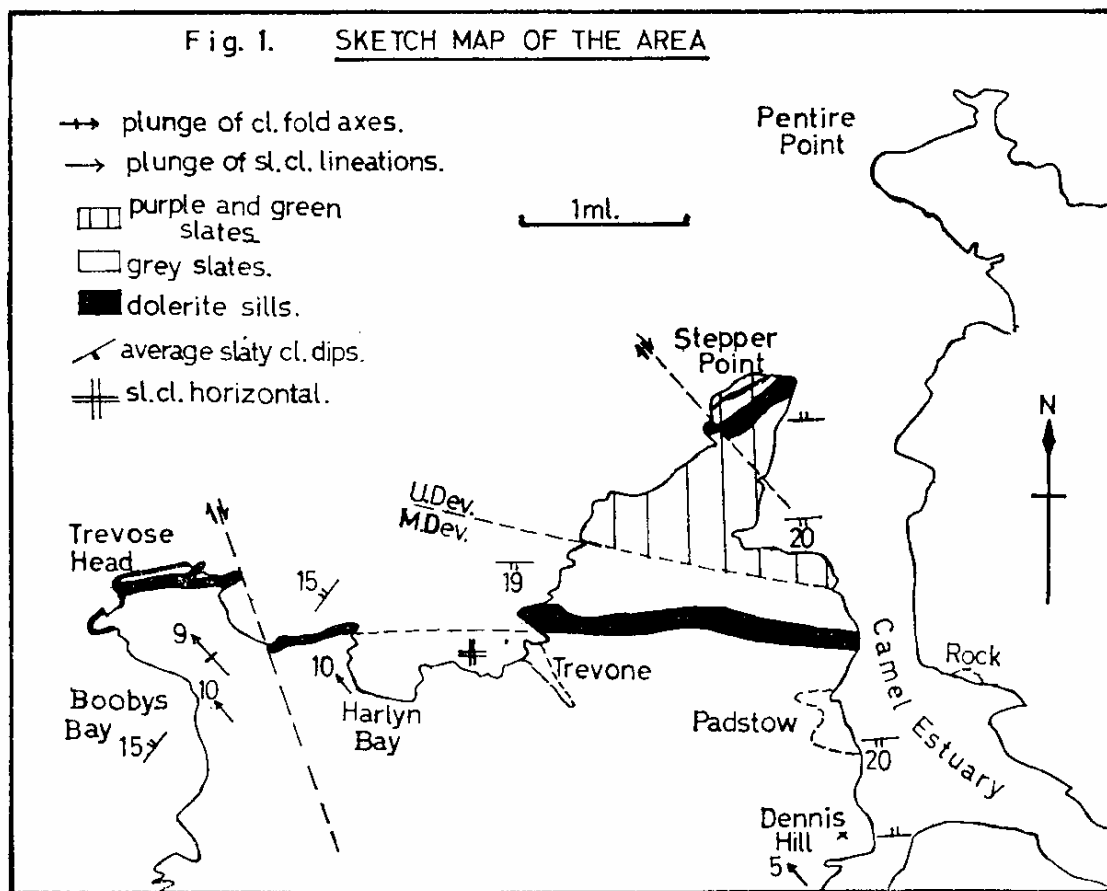 Fig. 1. SKETCH MAP OF THE AREA
plunge of cl. fold axes.
plunge of sl. cl. lineations.
purple and green
slates.
grey slates.
dolerite sills.
average slaty cl. dips.
sl. cl. horizontal.
1ml.
Pentire
Point
Stepper
Point
N
U.Dev.
M.Dev.
20
Trevose
Head
19
15
9
10
10
Trevone
Harlyn
Bay
Boobys
Bay
15
Camel Estuary
Rock
Padstow
20
Dennis
Hill
5